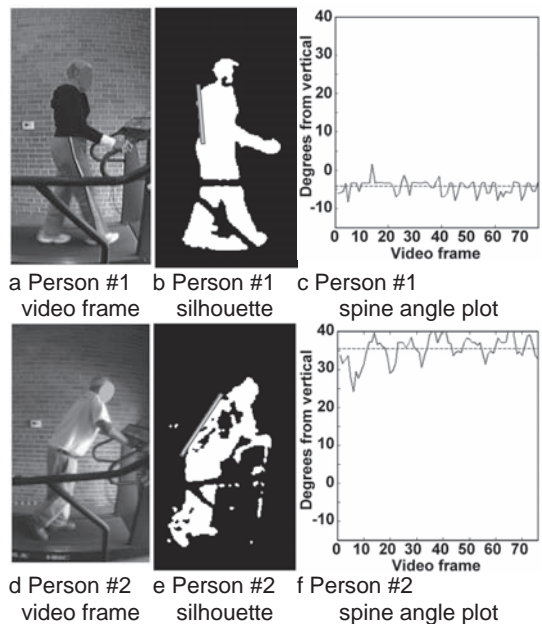 40
30
20
10
0
-10
Degrees from vertical
0 10 20 30 40 50 60 70
Video frame
a Person #1 b Person #1 c Person #1
video frame silhouette spine angle plot
40
30
20
10
0
-10
Degrees from vertical
0 10 20 30 40 50 60 70
Video frame
d Person #2 e Person #2 f Person #2
video frame silhouette spine angle plot